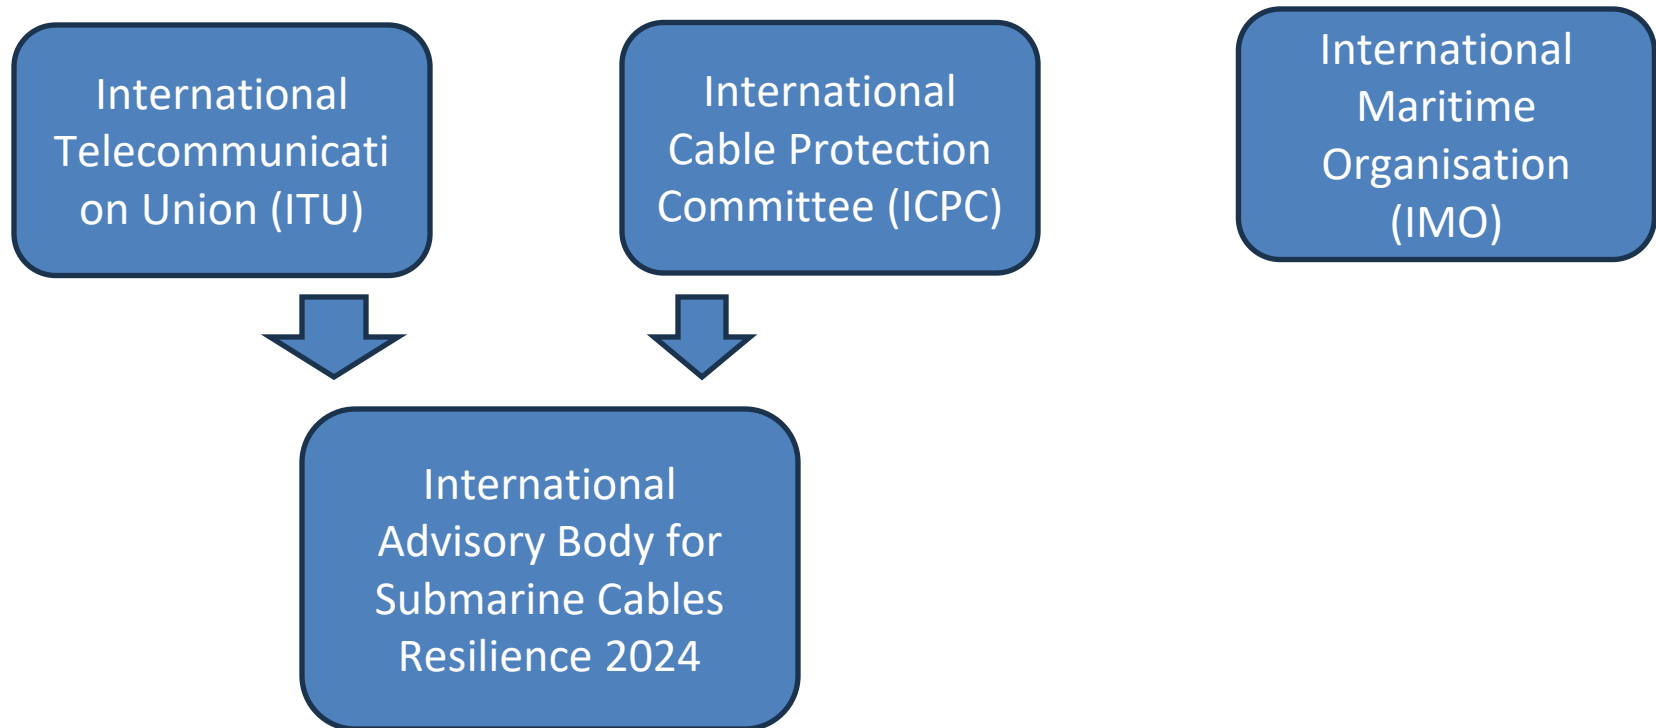 International
Telecommunicati
on Union (ITU)
International
Cable Protection
Committee (ICPC)
International
Maritime
Organisation
(IMO)
International
Advisory Body for
Submarine Cables
Resilience 2024